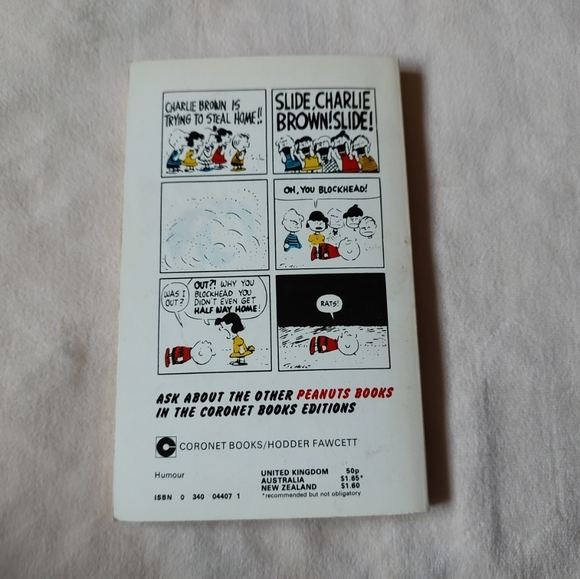 CHARLIE BROWN IS
TRYING TO STEAL HOME!!
SLIDE, CHARLIE
BROWN! SLIDE!
OH, YOU BLOCKHEAD!
WAS I
OUT?
OUT?! WHY YOU
BLOCKHEAD YOU
DIDN'T EVEN GET
HALF WAY HOME!
RATS!
ASK ABOUT THE OTHER PEANUTS BOOKS
IN THE CORONET BOOKS EDITIONS
CORONET BOOKS/HODDER FAWCETT
Humour
UNITED KINGDOM 50p
AUSTRALIA $1.65*
NEW ZEALAND $1.60
*recommended but not obligatory
ISBN 0 340 04407 1